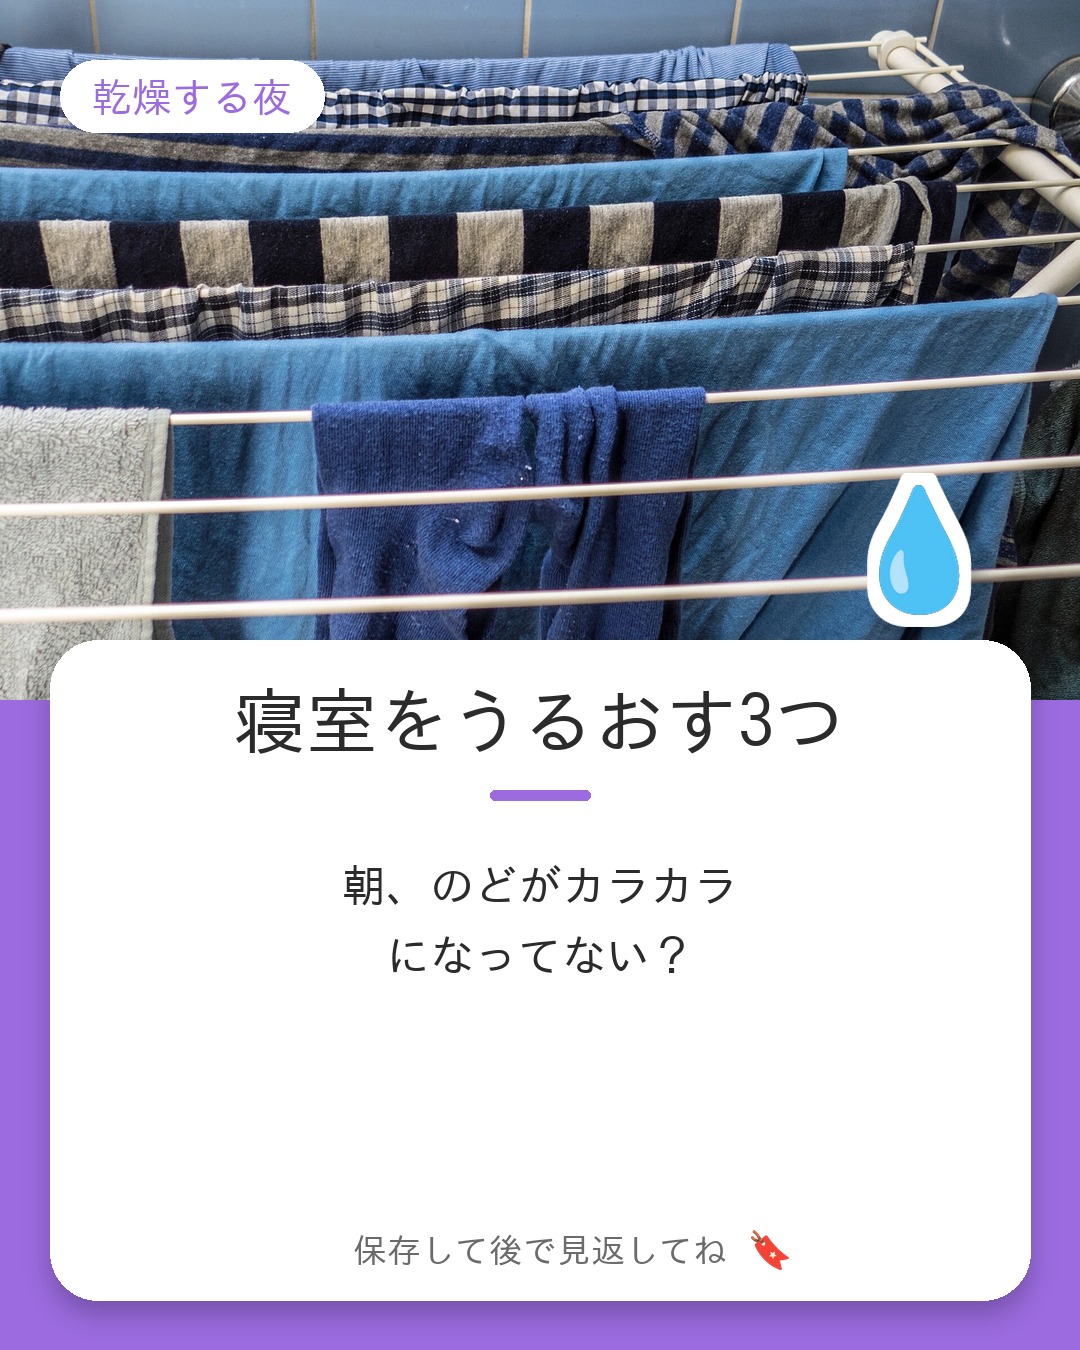 乾燥する夜
寝室をうるおす3つ
朝、のどがカラカラ
になってない？
保存して後で見返してね